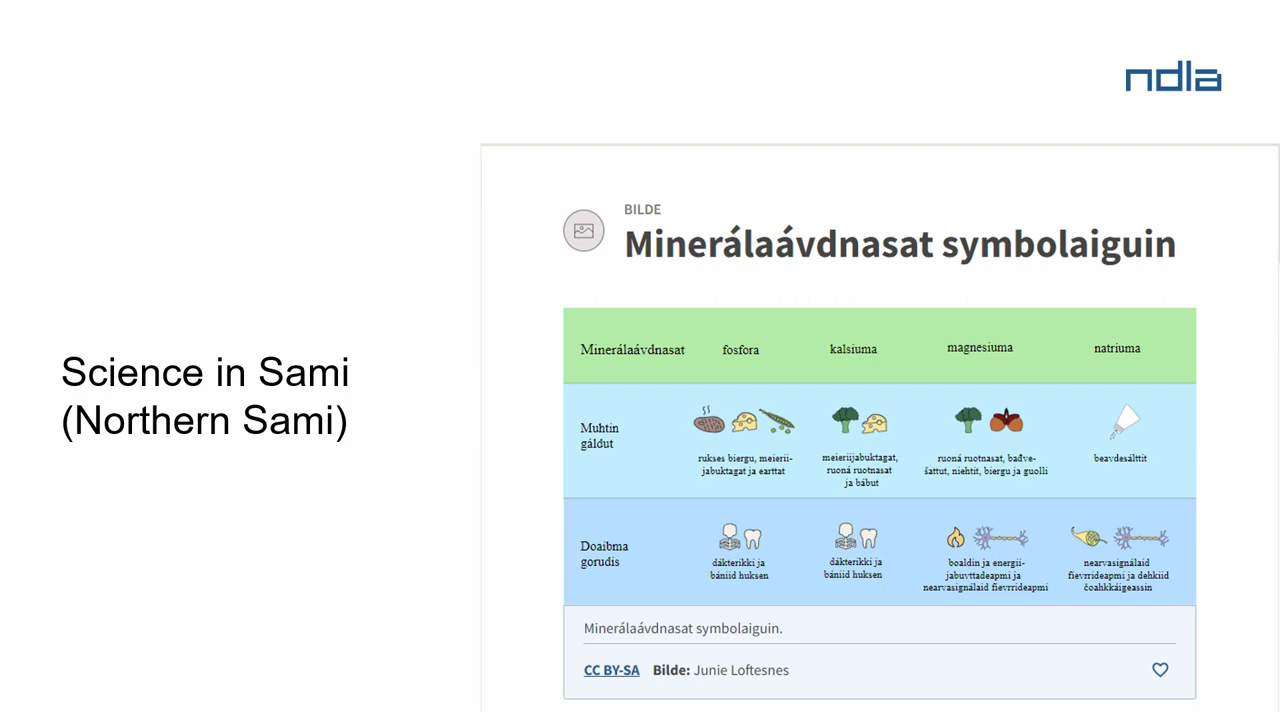 ndla
BILDE
Minerálaávdnasat symbolaiguin
Science in Sami
(Northern Sami)
Minerálaávdnasat fosfora kalsiuma magnesiuma natriuma
Muhtin
gáldut
rukses biergu, meierii-
jabuktagat ja earttat
meieriijabuktagat,
ruoná ruotnasat
ja bábut
ruoná ruotnasat, badve-
šattut, niehtit, biergu ja guolli
beavdesálttit
Doaibma
gorudis
dákterikki ja
bániid huksen
dákterikki ja
bániid huksen
boaldin ja energii-
jabuvttadeapmi ja
nearvasignálaid fievrrideapmi
nearvasignálaid
fievrrideapmi ja dehkiid
čoahkkáigeassin
Minerálaávdnasat symbolaiguin.
CC BY-SA Bilde: Junie Loftesnes